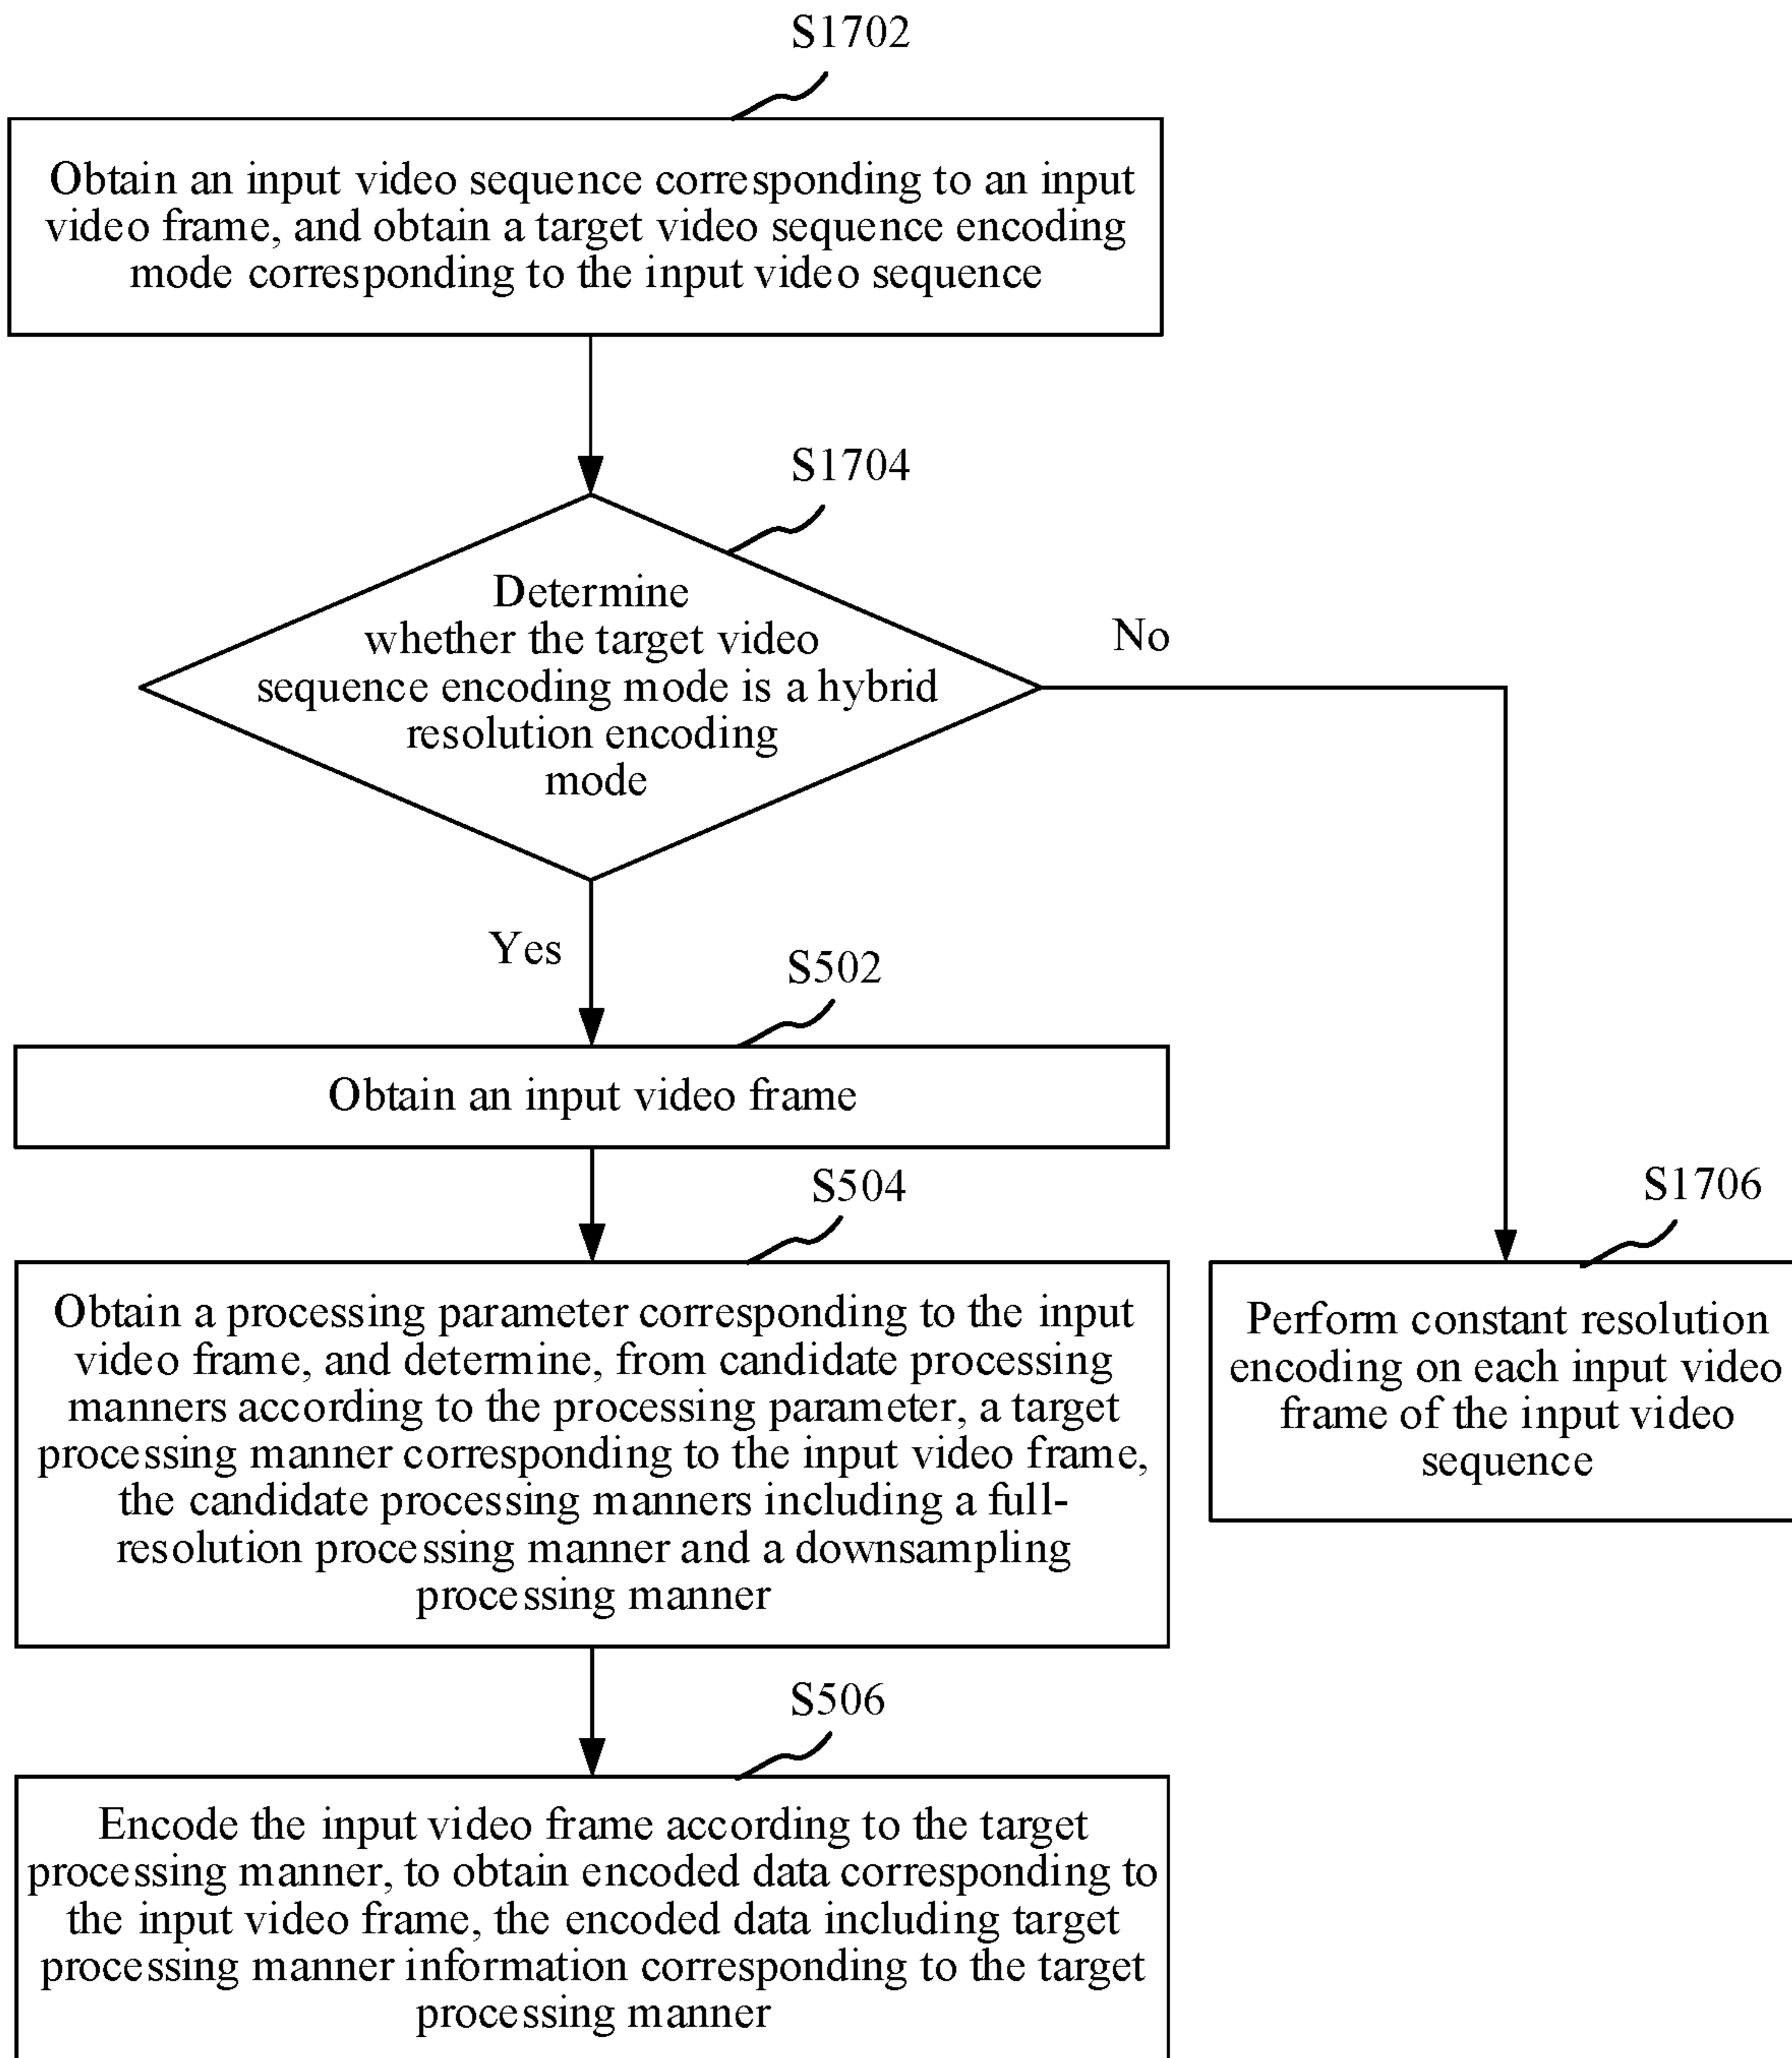 S1702
Obtain an input video sequence corresponding to an input
video frame, and obtain a target video sequence encoding
mode corresponding to the input video sequence
S1704
Determine
whether the target video
sequence encoding mode is a hybrid
resolution encoding
mode
No
Yes
S502
Obtain an input video frame
S504
Obtain a processing parameter corresponding to the input
video frame, and determine, from candidate processing
manners according to the processing parameter, a target
processing manner corresponding to the input video frame,
the candidate processing manners including a full-
resolution processing manner and a downsampling
processing manner
S1706
Perform constant resolution
encoding on each input video
frame of the input video
sequence
S506
Encode the input video frame according to the target
processing manner, to obtain encoded data corresponding to
the input video frame, the encoded data including target
processing manner information corresponding to the target
processing manner